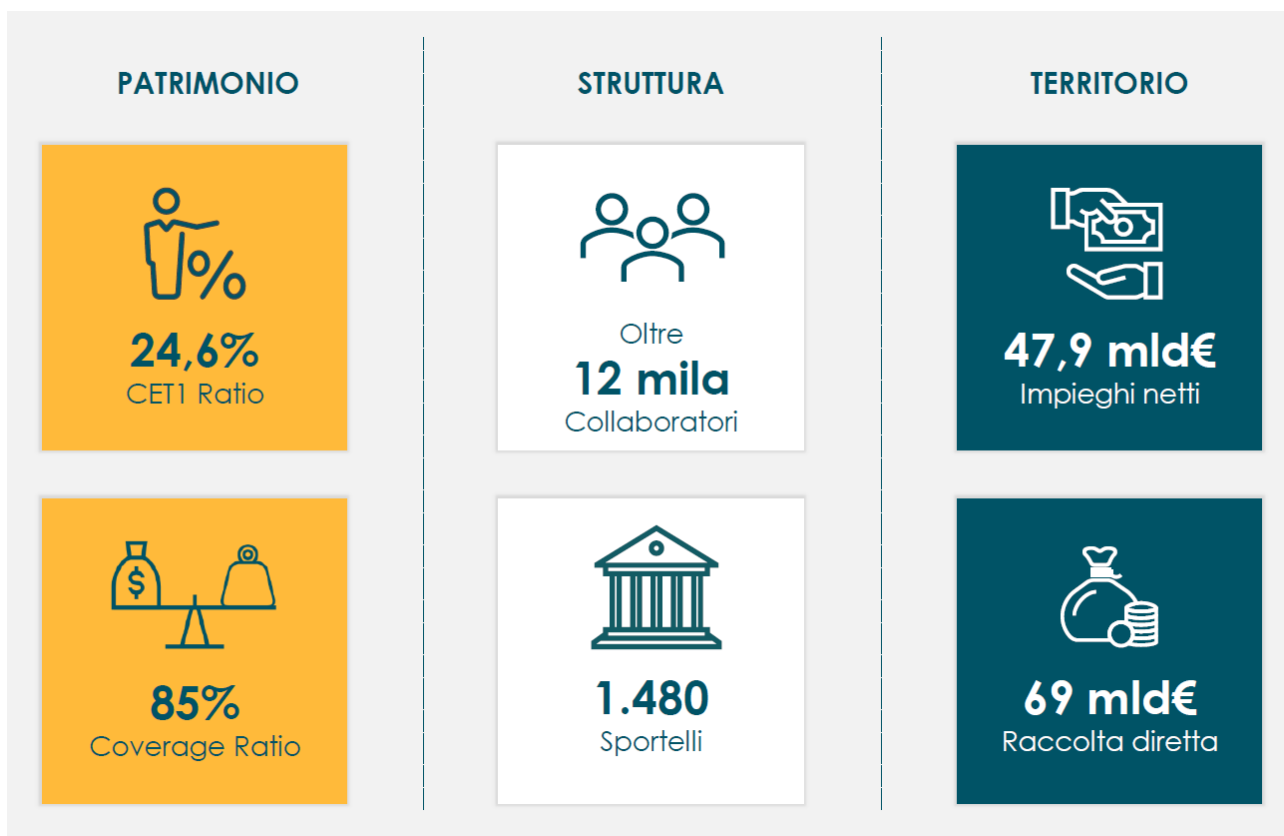 PATRIMONIO
24,6%
CET1 Ratio
$
85%
Coverage Ratio
STRUTTURA
Oltre
12 mila
Collaboratori
1.480
Sportelli
TERRITORIO
47,9 mld€
Impieghi netti
69 mld€
Raccolta diretta